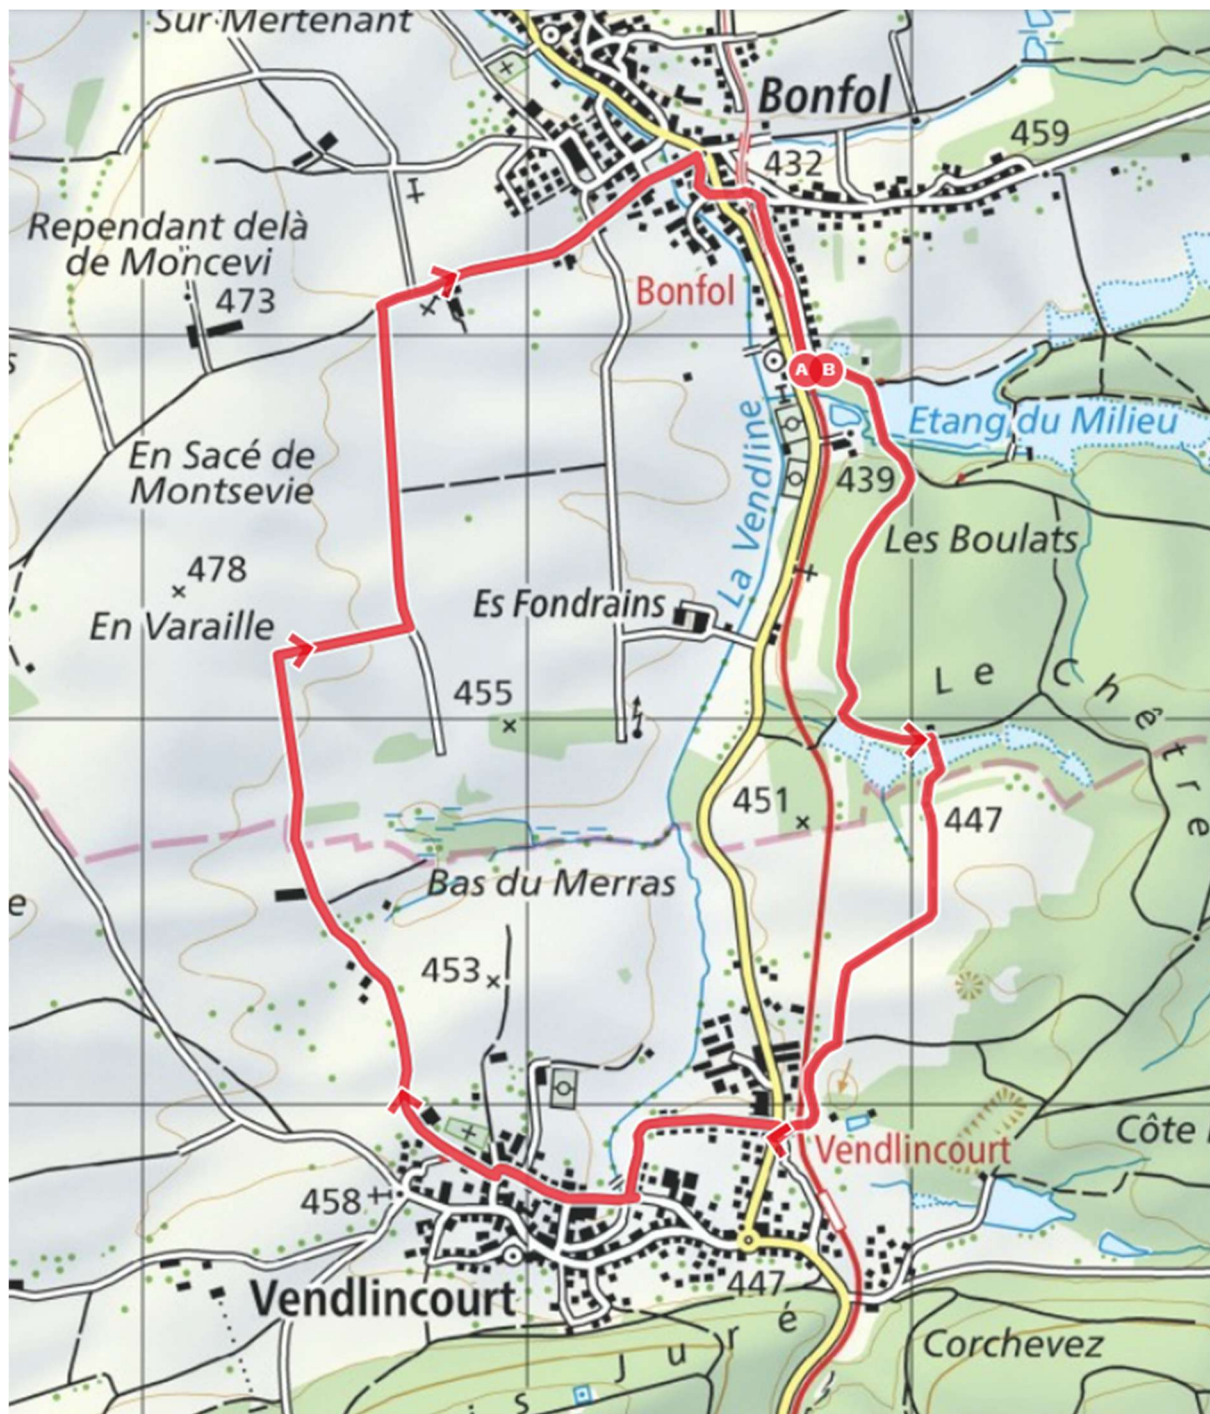 Sur Mertenant
Bonfol
459
432
Rependant delà
de Moncevi
473
Bonfol
A B
Etang du Milieu
En Sacé de
Montsevie
439
La Vendline
Les Boulats
478
Es Fondrains
En Varaille
Le Chêtre
455
451
447
Bas du Merras
e
453
Côte
Vendlincourt
458
447
Vendlincourt
Corchevez
s Juré